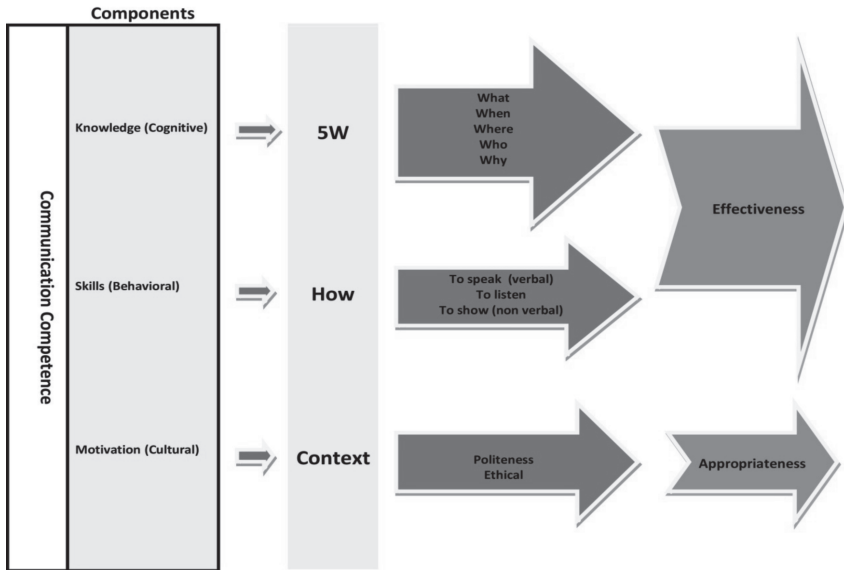 Components
Communication Competence
Knowledge (Cognitive)
5W
What
When
Where
Who
Why
Effectiveness
Skills (Behavioral)
How
To speak (verbal)
To listen
To show (non verbal)
Motivation (Cultural)
Context
Politeness
Ethical
Appropriateness